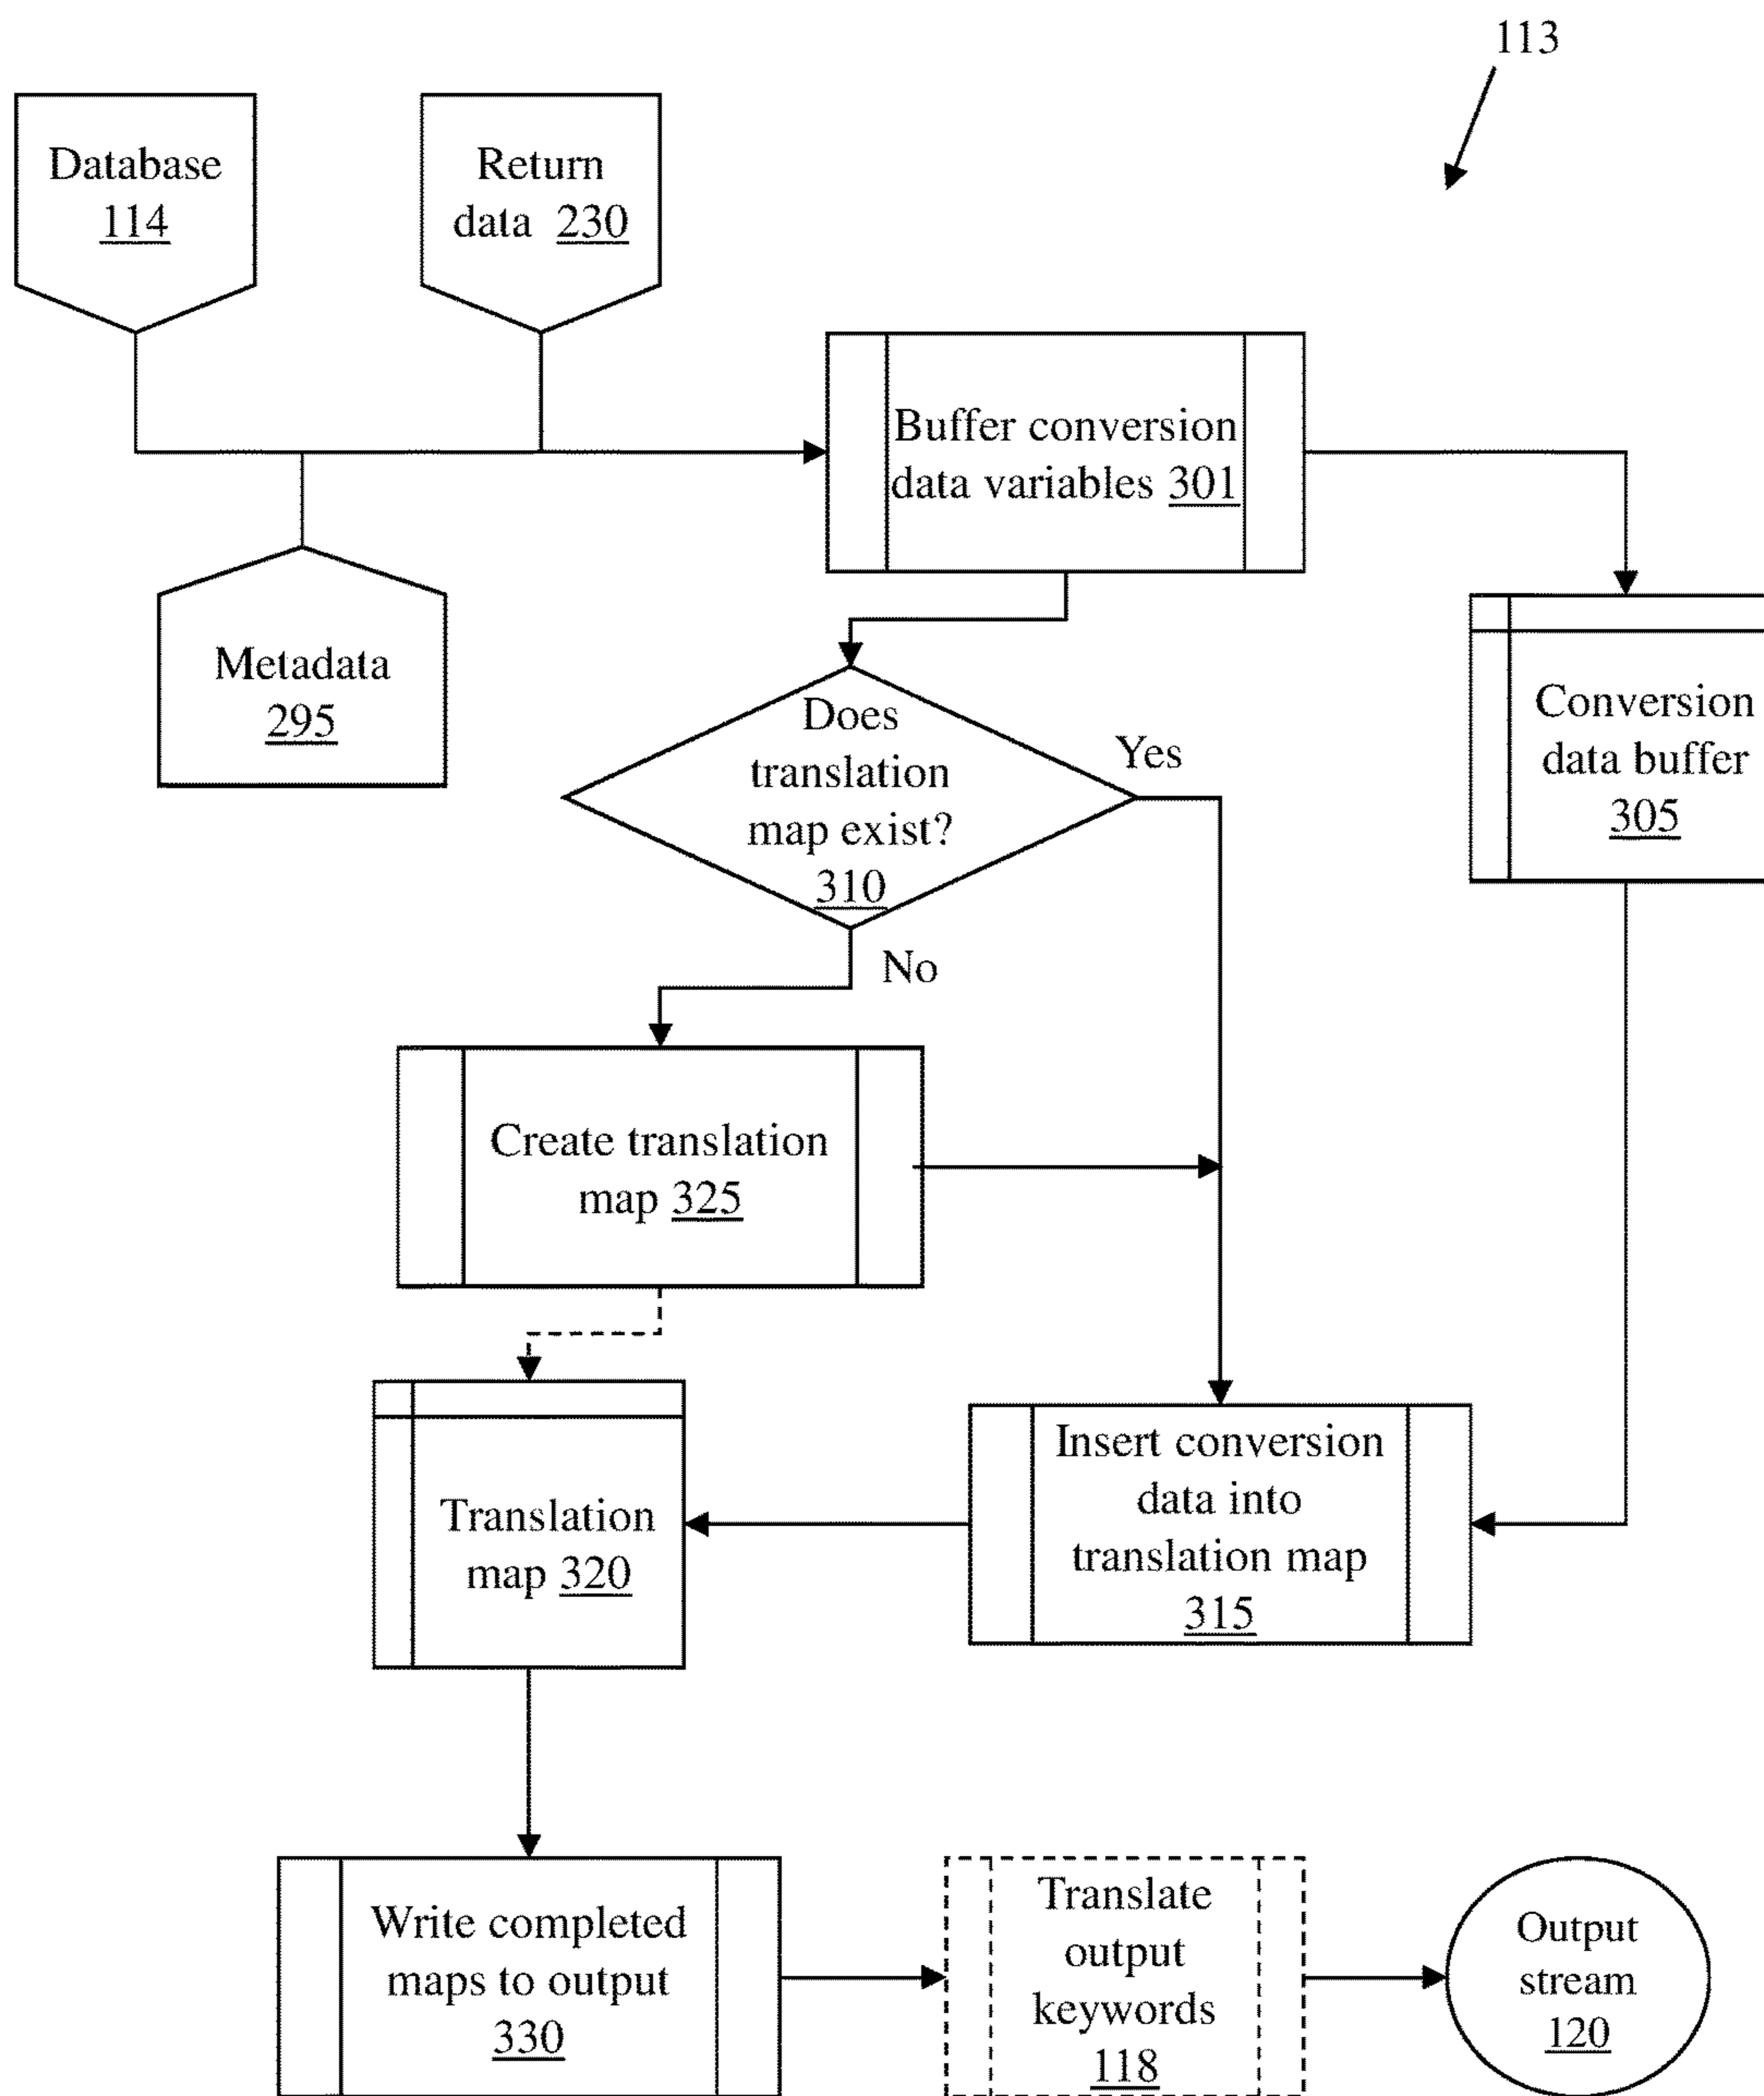 113
Database
114
Return
data 230
Buffer conversion
data variables 301
Metadata
295
Does
translation
map exist?
310
Yes
No
Conversion
data buffer
305
Create translation
map 325
Translation
map 320
Insert conversion
data into
translation map
315
Write completed
maps to output
330
Translate
output
keywords
118
Output
stream
120